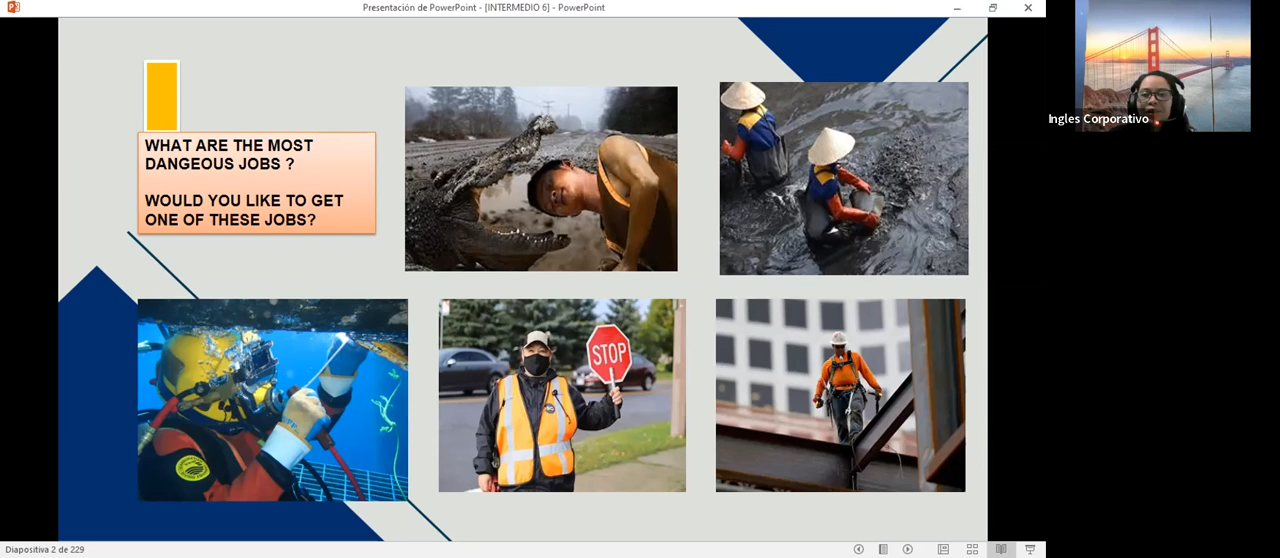 Presentación de PowerPoint - [INTERMEDIO 6] - PowerPoint
WHAT ARE THE MOST
DANGEOUS JOBS ?
WOULD YOU LIKE TO GET
ONE OF THESE JOBS?
STOP
Ingles Corporativo
Diapositiva 2 de 229